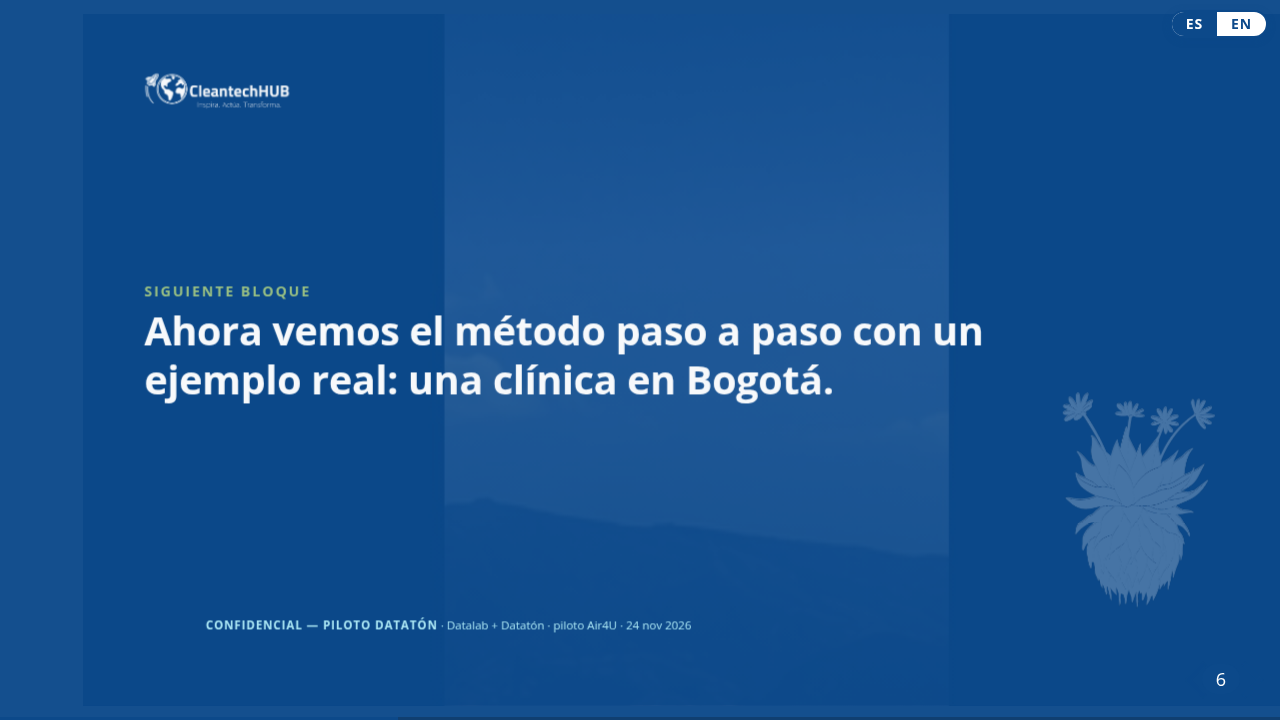 ES EN
CleantechHUB
Inspira. Actúa. Transforma.
SIGUIENTE BLOQUE
Ahora vemos el método paso a paso con un
ejemplo real: una clínica en Bogotá.
CONFIDENCIAL — PILOTO DATATÓN · Datalab + Datatón · piloto Air4U · 24 nov 2026
6